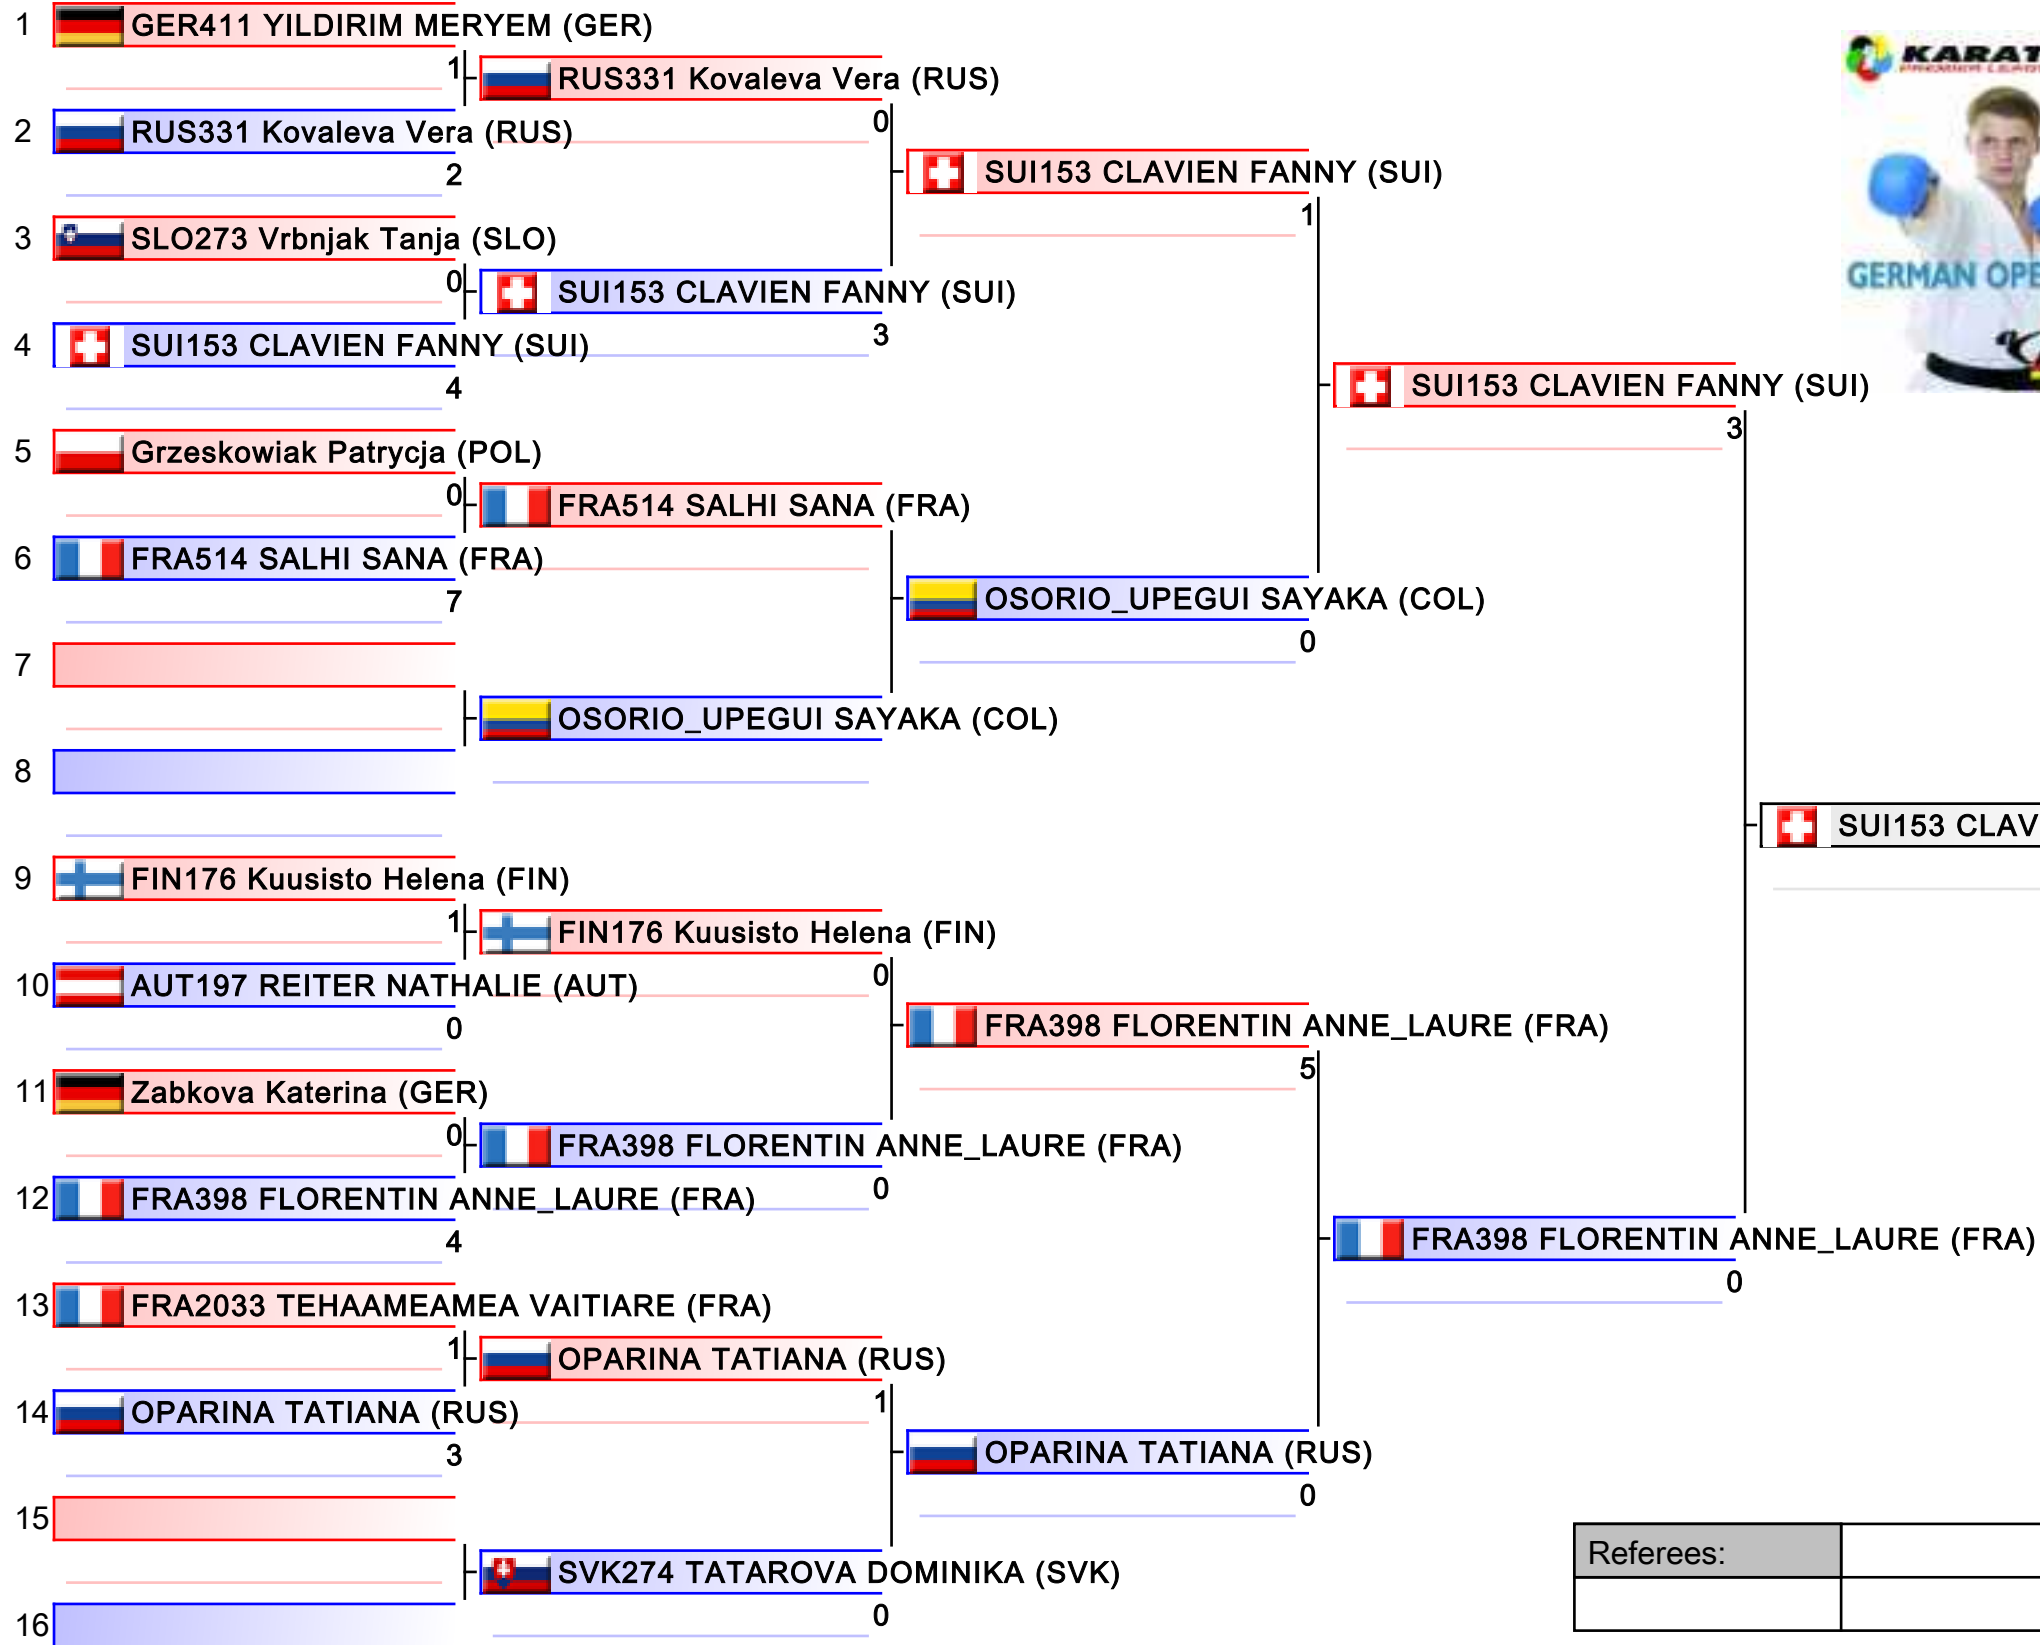 1 GER411 YILDIRIM MERYEM (GER)
1
2 RUS331 Kovaleva Vera (RUS)
2
3 SLO273 Vrbnjak Tanja (SLO)
0
4 SUI153 CLAVIEN FANNY (SUI)
4
5 Grzeskowiak Patrycja (POL)
0
6 FRA514 SALHI SANA (FRA)
7
7
8
9 FIN176 Kuusisto Helena (FIN)
1
10 AUT197 REITER NATHALIE (AUT)
0
11 Zabkova Katerina (GER)
0
12 FRA398 FLORENTIN ANNE_LAURE (FRA)
4
13 FRA2033 TEHAAMEAMEA VAITIARE (FRA)
1
14 OPARINA TATIANA (RUS)
3
15
16
RUS331 Kovaleva Vera (RUS)
0
SUI153 CLAVIEN FANNY (SUI)
3
FRA514 SALHI SANA (FRA)
OSORIO_UPEGUI SAYAKA (COL)
FIN176 Kuusisto Helena (FIN)
0
FRA398 FLORENTIN ANNE_LAURE (FRA)
0
OPARINA TATIANA (RUS)
1
SVK274 TATAROVA DOMINIKA (SVK)
0
SUI153 CLAVIEN FANNY (SUI)
1
OSORIO_UPEGUI SAYAKA (COL)
0
FRA398 FLORENTIN ANNE_LAURE (FRA)
5
OPARINA TATIANA (RUS)
0
SUI153 CLAVIEN FANNY (SUI)
3
FRA398 FLORENTIN ANNE_LAURE (FRA)
0
SUI153 CLAV
KARAT
PREMIER LEAG
GERMAN OPE
Referees: